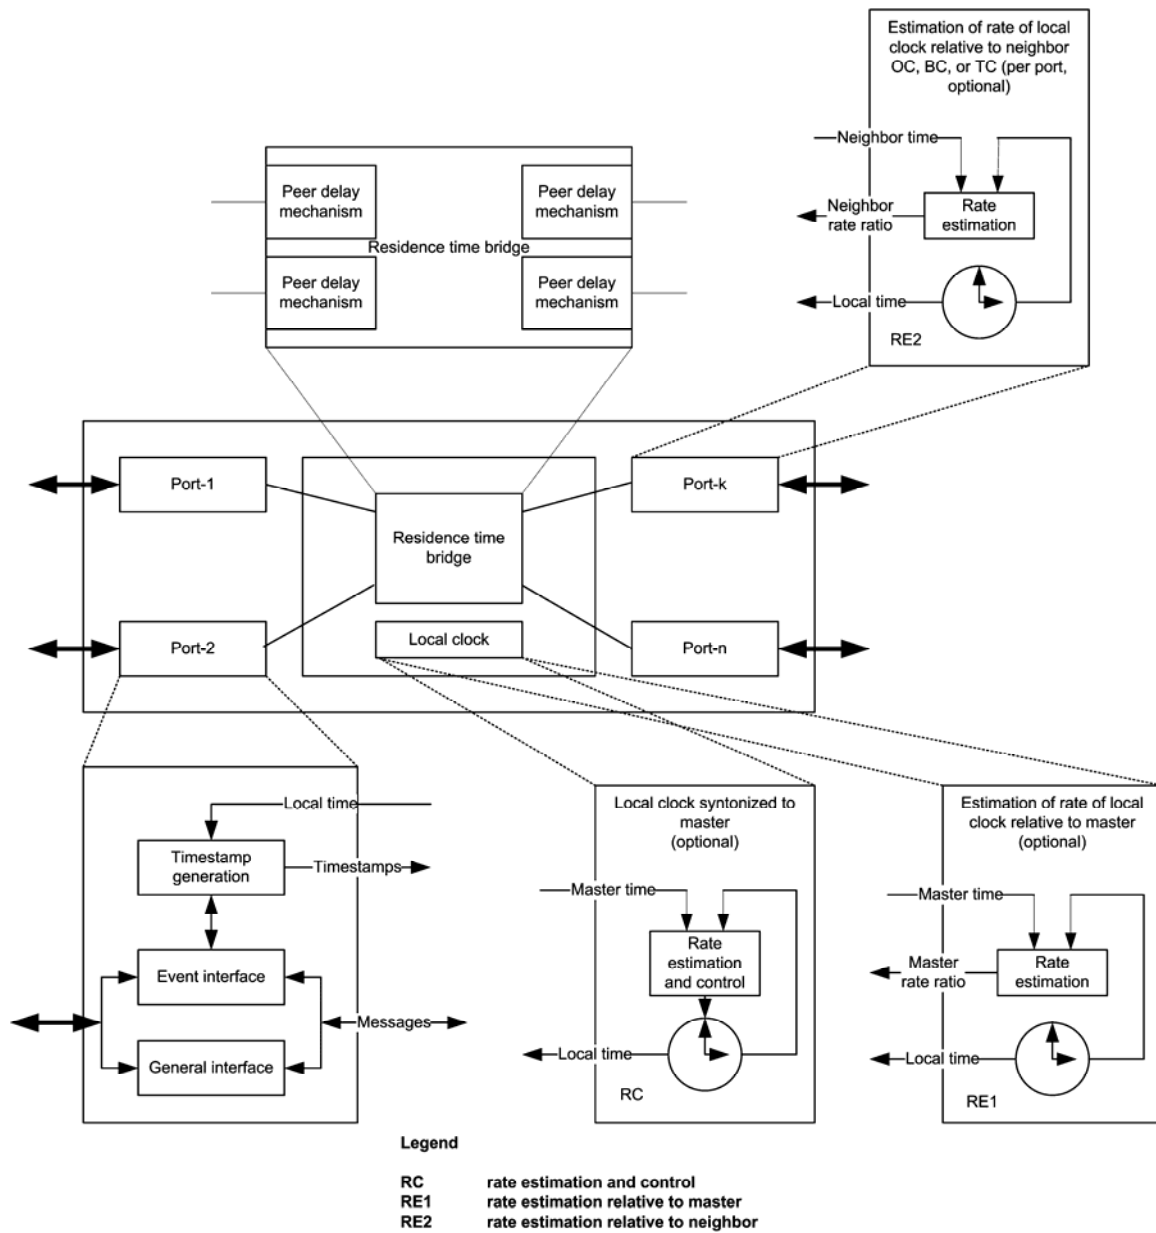 Estimation of rate of local
clock relative to neighbor
OC, BC, or TC (per port,
optional)
Neighbor time
Neighbor
rate ratio
Rate
estimation
Local time
RE2
Peer delay
mechanism
Peer delay
mechanism
Residence time bridge
Peer delay
mechanism
Peer delay
mechanism
Port-1
Port-k
Residence time
bridge
Port-2
Local clock
Port-n
Local time
Timestamp
generation
Timestamps
Event interface
Messages
General interface
Local clock syntonized to
master
(optional)
Master time
Rate
estimation
and control
Local time
RC
Estimation of rate of local
clock relative to master
(optional)
Master time
Master
rate ratio
Rate
estimation
Local time
RE1
Legend
RC rate estimation and control
RE1 rate estimation relative to master
RE2 rate estimation relative to neighbor